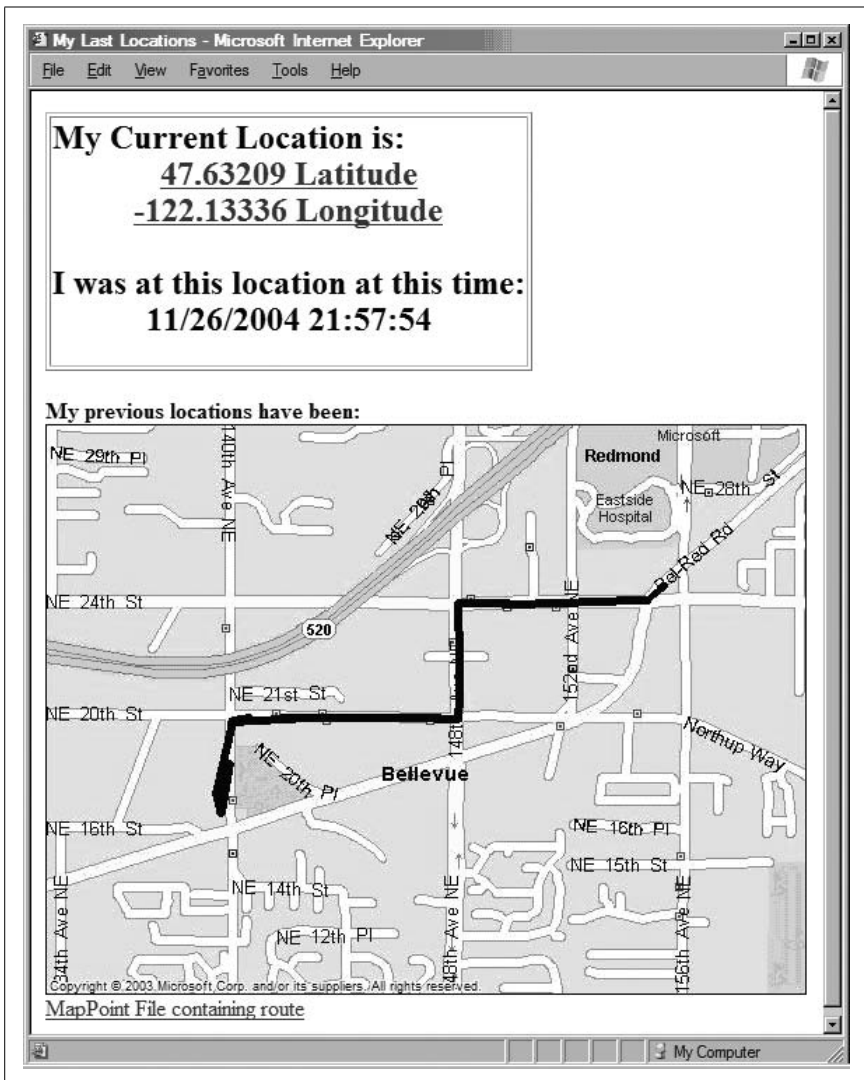 My Last Locations - Microsoft Internet Explorer
File Edit View Favorites Tools Help
My Current Location is:
47.63209 Latitude
-122.13336 Longitude
I was at this location at this time:
11/26/2004 21:57:54
My previous locations have been:
Microsoft
Redmond
NE 29th Pl
140th Ave NE
NE 28th St
Eastside
Hospital
Bel-Red Rd
NE 24th St
520
152nd Ave NE
NE 21st St
NE 20th St
148th
Northup Way
NE 20th Pl
Bellevue
NE 16th St
NE 16th Pl
NE 15th St
NE 14th St
NE 12th Pl
84th Ave NE
48th Ave NE
156th Ave NE
Copyright © 2003 Microsoft Corp. and/or its suppliers. All rights reserved.
MapPoint File containing route
My Computer